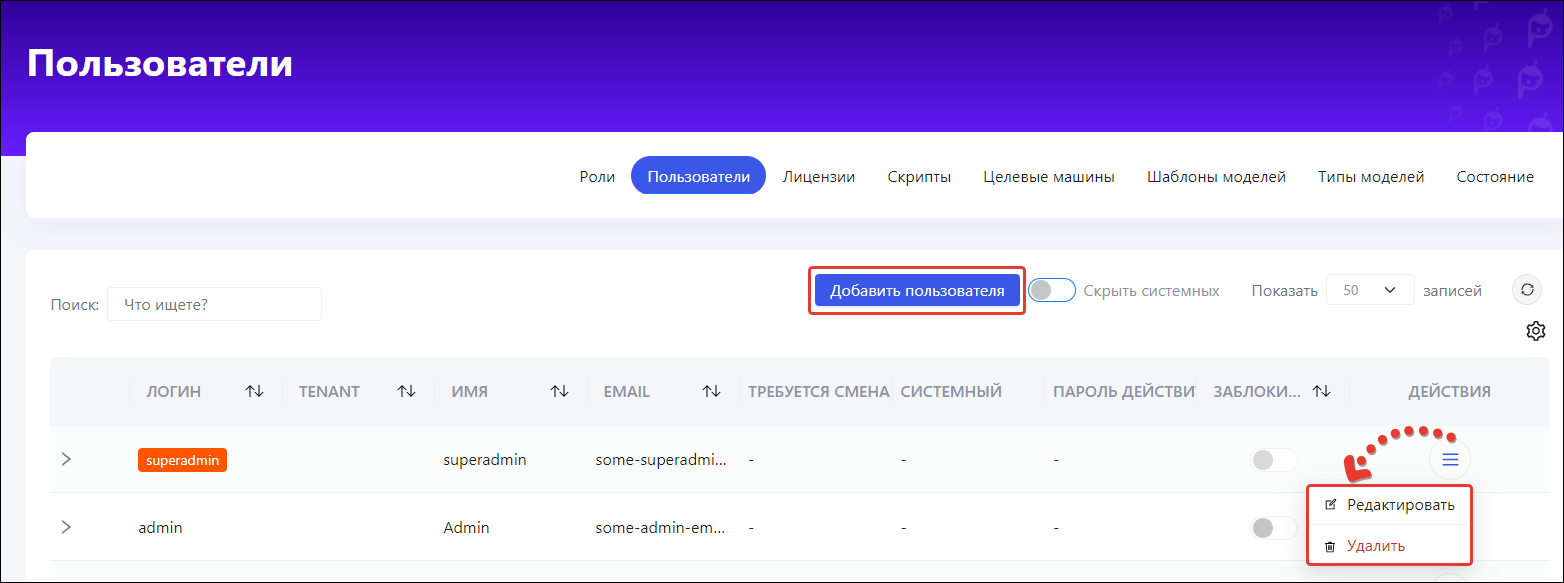 Пользователи
Роли Пользователи Лицензии Скрипты Целевые машины Шаблоны моделей Типы моделей Состояние
Поиск: Что ищете? Добавить пользователя Скрыть системных Показать 50 записей
ЛОГИН TENANT ИМЯ EMAIL ТРЕБУЕТСЯ СМЕНА СИСТЕМНЫЙ ПАРОЛЬ ДЕЙСТВИТ ЗАБЛОКИ... ДЕЙСТВИЯ
superadmin superadmin some-superadmi... - - -
Редактировать
admin Admin some-admin-em... - - -
Удалить